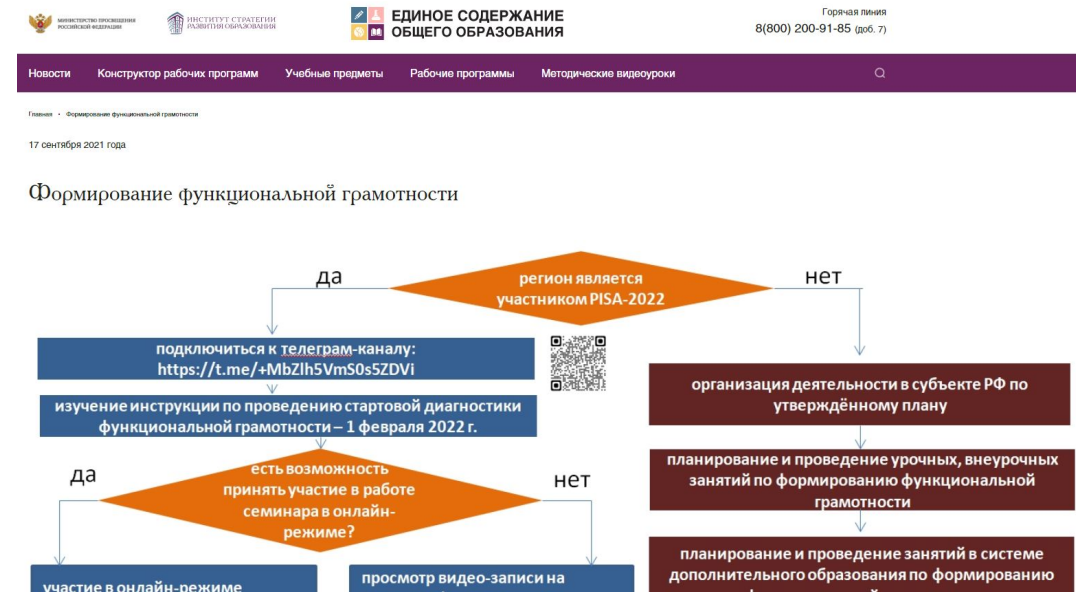 МИНИСТЕРСТВО ПРОСВЕЩЕНИЯ
РОССИЙСКОЙ ФЕДЕРАЦИИ
ИНСТИТУТ СТРАТЕГИИ
РАЗВИТИЯ ОБРАЗОВАНИЯ
ЕДИНОЕ СОДЕРЖАНИЕ
ОБЩЕГО ОБРАЗОВАНИЯ
Горячая линия
8(800) 200-91-85 (доб. 7)
Новости Конструктор рабочих программ Учебные предметы Рабочие программы Методические видеоуроки
Главная • Формирование функциональной грамотности
17 сентября 2021 года
Формирование функциональной грамотности
да
регион является
участником PISA-2022
нет
подключиться к телеграм-каналу:
https://t.me/+MbZlh5VmS0s5ZDVi
изучение инструкции по проведению стартовой диагностики
функциональной грамотности – 1 февраля 2022 г.
да
есть возможность
принять участие в работе
семинара в онлайн-
режиме?
нет
участие в онлайн-режиме
просмотр видео-записи на
организация деятельности в субъекте РФ по
утверждённому плану
планирование и проведение урочных, внеурочных
занятий по формированию функциональной
грамотности
планирование и проведение занятий в системе
дополнительного образования по формированию